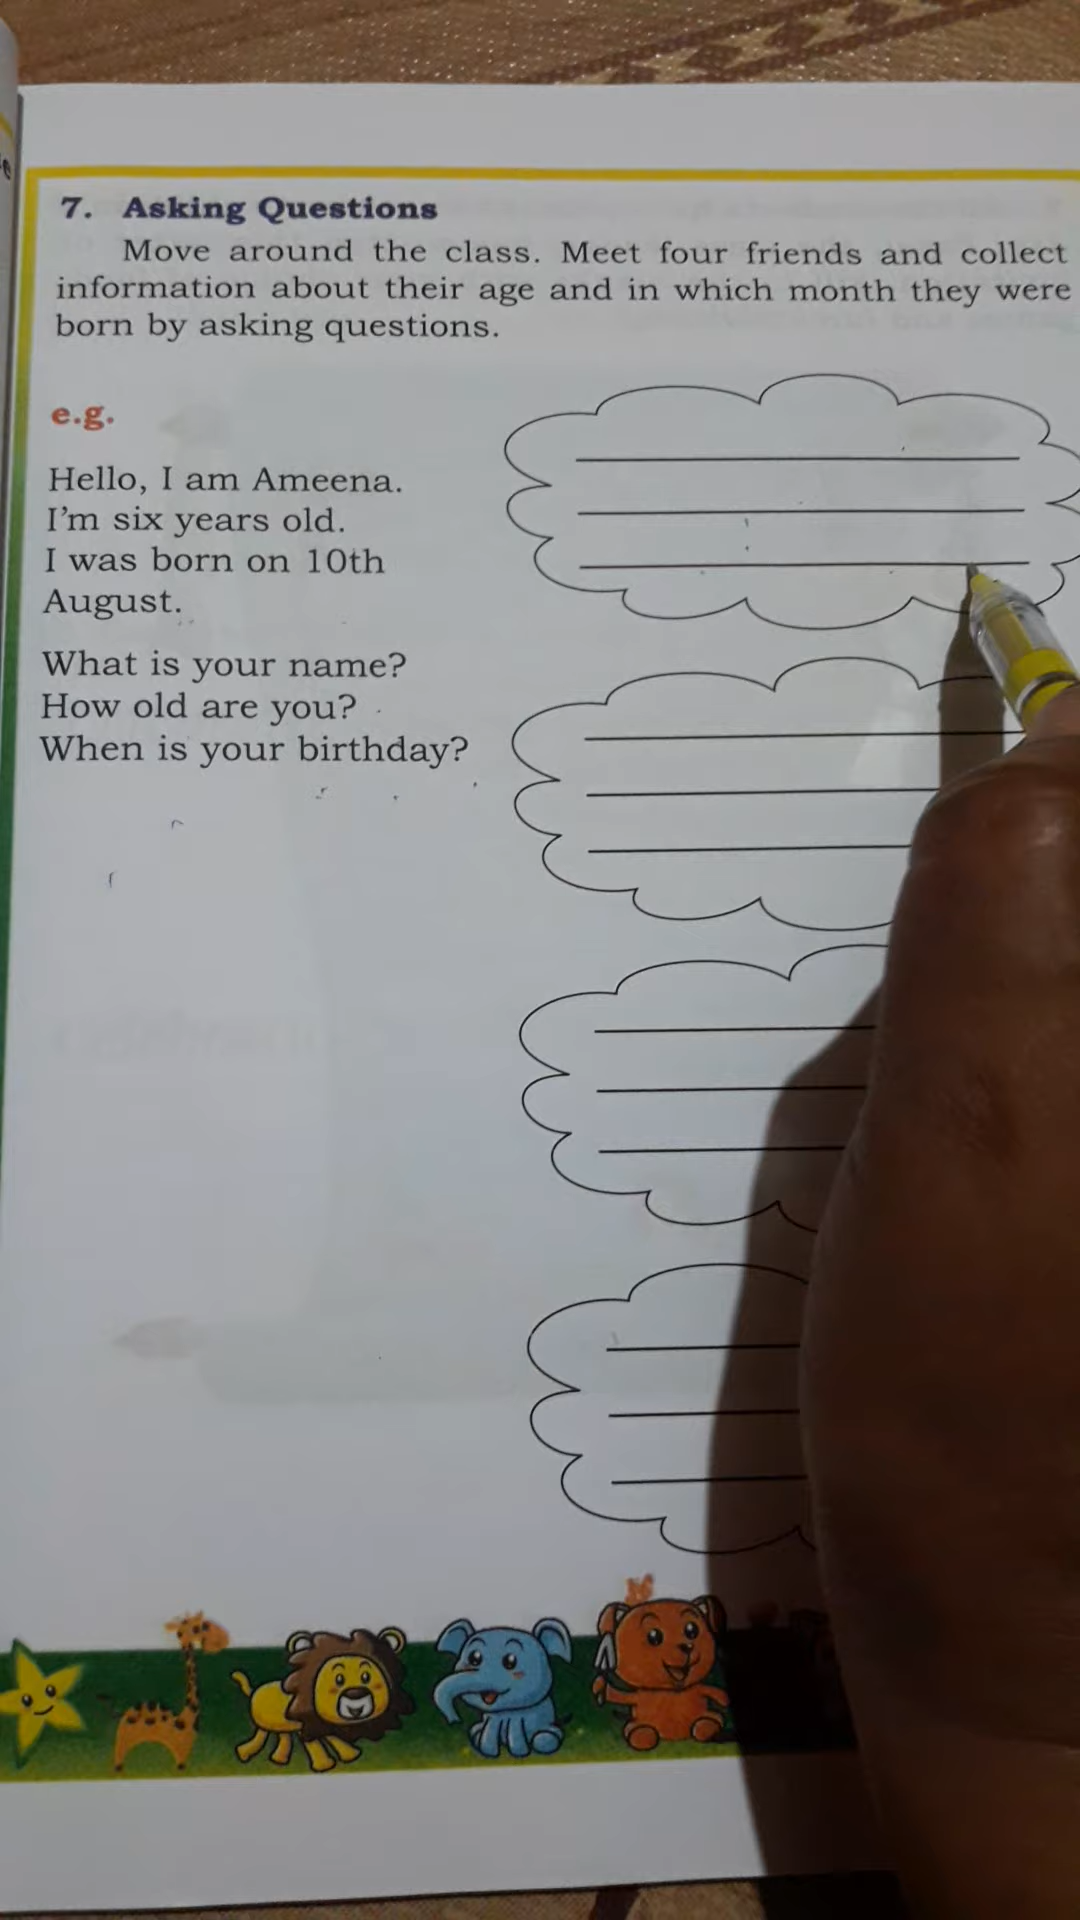 7. Asking Questions
Move around the class. Meet four friends and collect
information about their age and in which month they were
born by asking questions.
e.g.
Hello, I am Ameena.
I'm six years old.
I was born on 10th
August.
What is your name?
How old are you?
When is your birthday?